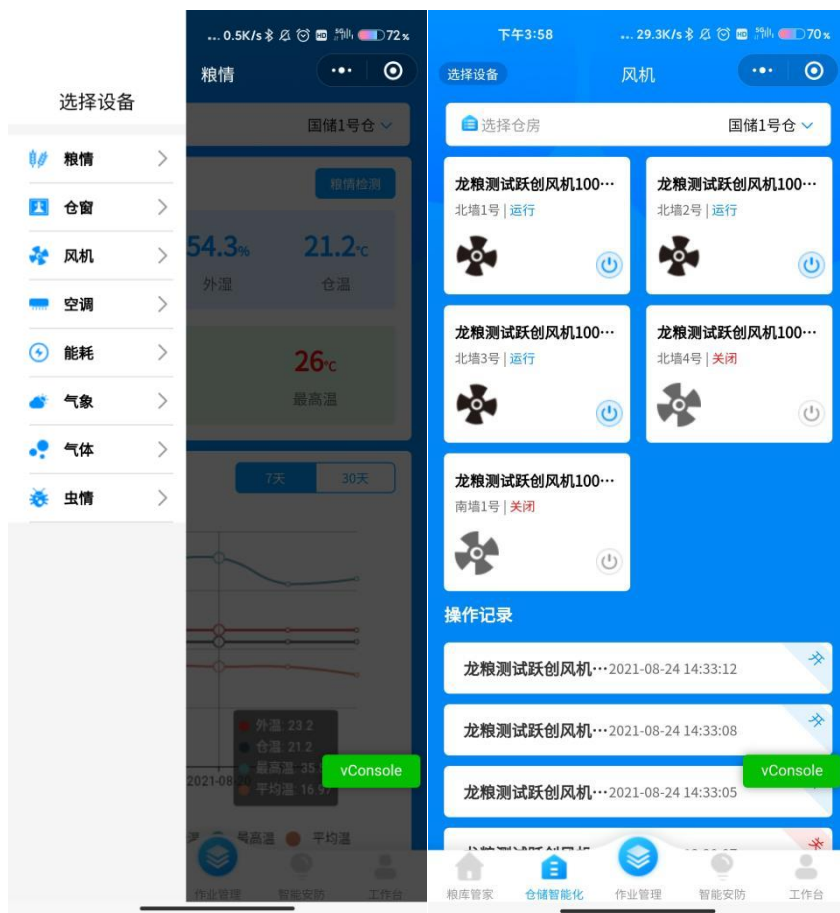 ... 0.5K/s HD 5G 72%
粮情
选择设备
国储1号仓
粮情
粮情检测
仓窗
54.3%
21.2℃
风机
外湿
仓温
空调
能耗
26℃
气象
最高温
气体
7天
30天
虫情
外温: 23.2
仓温: 21.2
最高温: 35.
平均温: 16.97
vConsole
2021-08-20
最高温
平均温
作业管理
智能安防
工作台
下午3:58
... 29.3K/s HD 5G 70%
选择设备
风机
选择仓房
国储1号仓
龙粮测试跃创风机100…
北墙1号|运行
龙粮测试跃创风机100…
北墙2号|运行
龙粮测试跃创风机100…
北墙3号|运行
龙粮测试跃创风机100…
北墙4号|关闭
龙粮测试跃创风机100…
南墙1号|关闭
操作记录
龙粮测试跃创风机…2021-08-24 14:33:12
开
龙粮测试跃创风机…2021-08-24 14:33:08
开
vConsole
龙粮测试跃创风机…2021-08-24 14:33:05
关
粮库管家
仓储智能化
作业管理
智能安防
工作台